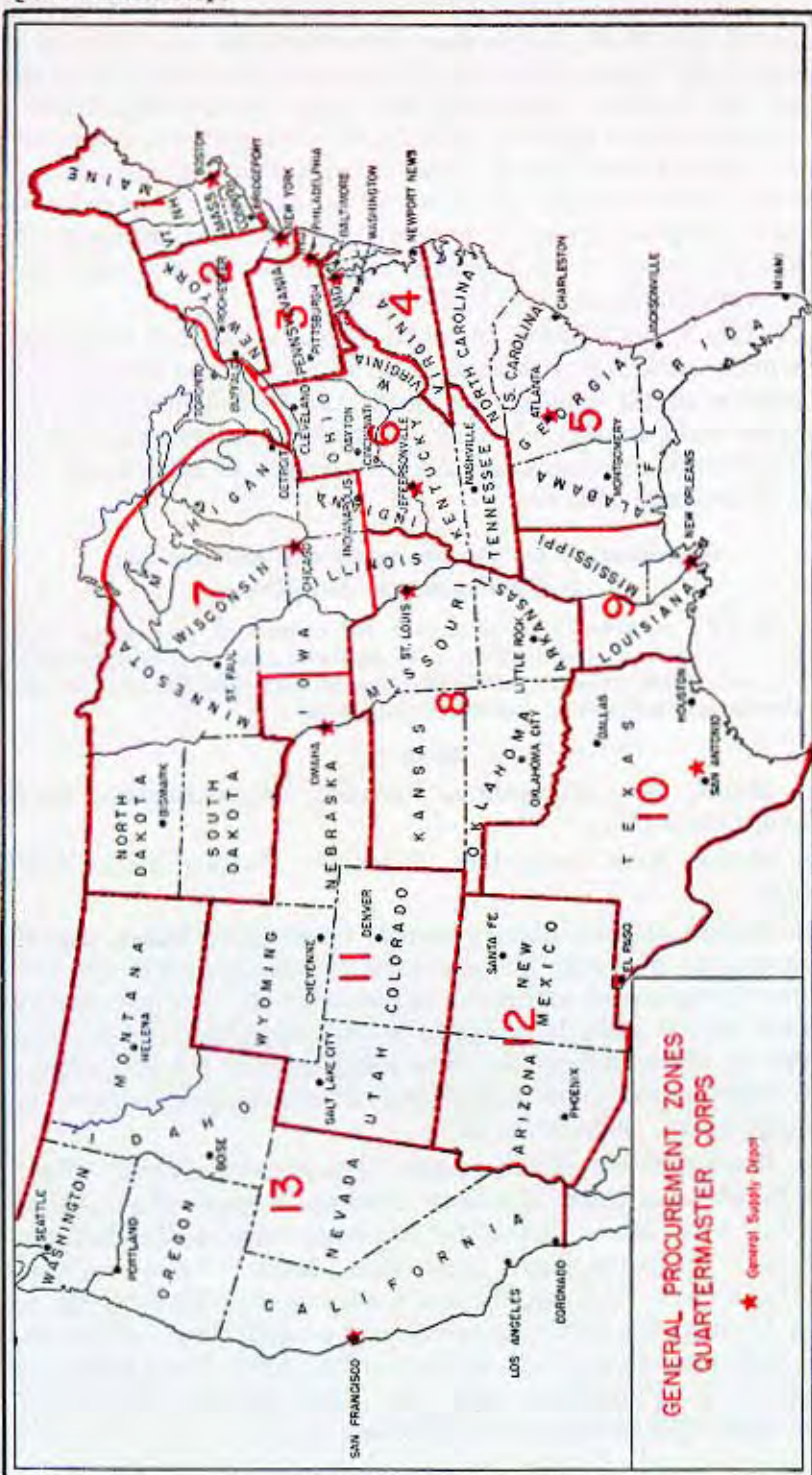 GENERAL PROCUREMENT ZONES
QUARTERMASTER CORPS
★ General Supply Depot
SEATTLE
WASHINGTON
PORTLAND
OREGON
IDAHO
BOISE
MONTANA
HELENA
13
NEVADA
CALIFORNIA
SAN FRANCISCO
LOS ANGELES
CORONADO
NORTH
DAKOTA
BISMARK
SOUTH
DAKOTA
WYOMING
CHEYENNE
NEBRASKA
OMAHA
SALT LAKE CITY
UTAH
11
DENVER
COLORADO
ARIZONA
PHOENIX
12
SANTA FE
NEW
MEXICO
EL PASO
MINNESOTA
ST. PAUL
WISCONSIN
7
MICHIGAN
DETROIT
CHICAGO
IOWA
ILLINOIS
KANSAS
8
MISSOURI
ST. LOUIS
OKLAHOMA
OKLAHOMA CITY
ARKANSAS
LITTLE ROCK
TEXAS
10
DALLAS
HOUSTON
SAN ANTONIO
9
LOUISIANA
NEW ORLEANS
MISSISSIPPI
INDIANA
INDIANAPOLIS
OHIO
CLEVELAND
DAYTON
CINCINNATI
6
JEFFERSONVILLE
KENTUCKY
W. VIRGINIA
TENNESSEE
NASHVILLE
MAINE
1
VT.
NH
MASS
CONN
BOSTON
BRIDGEPORT
NEW YORK
2
NEW YORK
ROCHESTER
BUFFALO
TORONTO
3
PENNSYLVANIA
PITTSBURGH
PHILADELPHIA
BALTIMORE
WASHINGTON
NEWPORT NEWS
4
VIRGINIA
NORTH CAROLINA
S. CAROLINA
CHARLESTON
GEORGIA
ATLANTA
5
ALABAMA
MONTGOMERY
FLORIDA
JACKSONVILLE
MIAMI